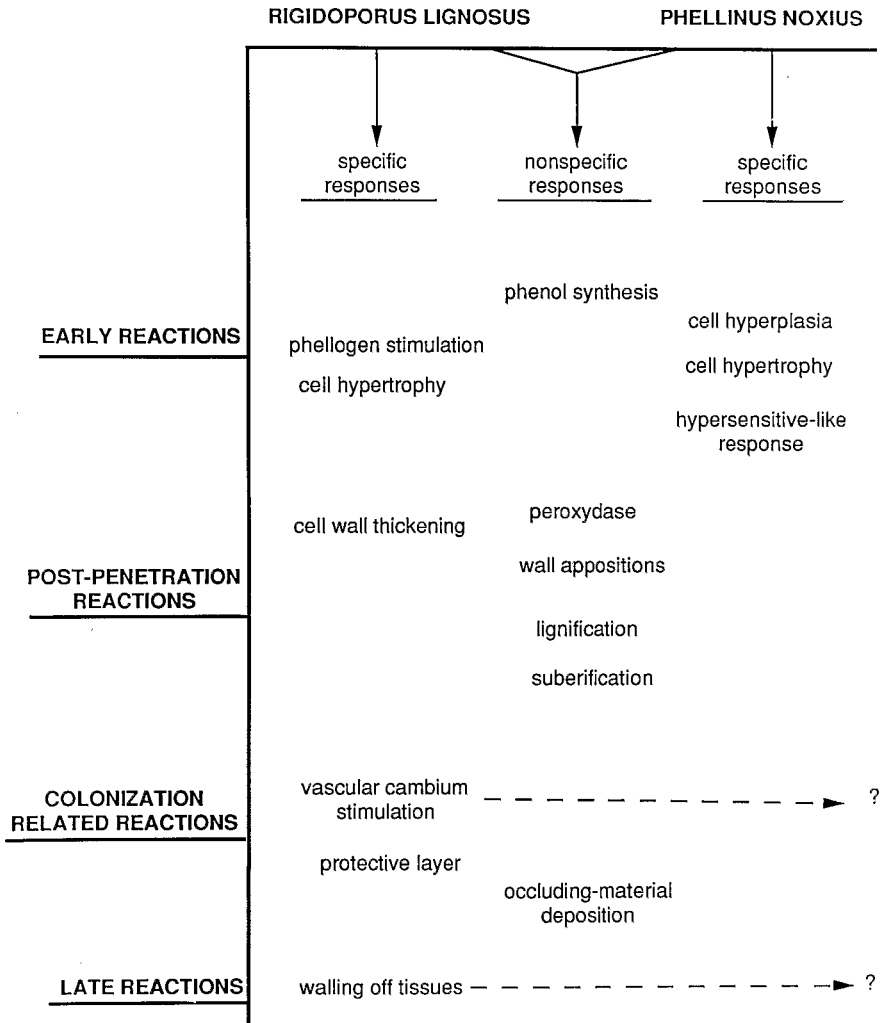 RIGIDOPORUS LIGNOSUS
PHELLINUS NOXIUS
specific
responses
nonspecific
responses
specific
responses
EARLY REACTIONS
phellogen stimulation
cell hypertrophy
phenol synthesis
cell hyperplasia
cell hypertrophy
hypersensitive-like
response
POST-PENETRATION
REACTIONS
cell wall thickening
peroxydase
wall appositions
lignification
suberification
COLONIZATION
RELATED REACTIONS
vascular cambium
stimulation
?
protective layer
occluding-material
deposition
LATE REACTIONS
walling off tissues
?